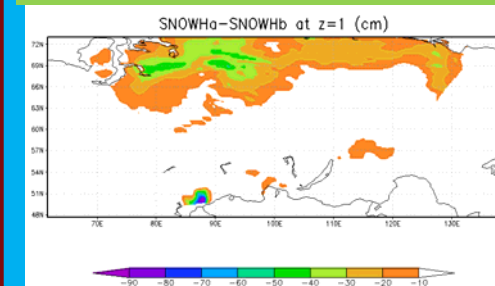 SNOWHa-SNOWHb at z=1 (cm)
72N
69N
66N
63N
60N
57N
54N
51N
48N
70E 80E 90E 100E 110E 120E 130E
-90 -80 -70 -60 -50 -40 -30 -20 -10